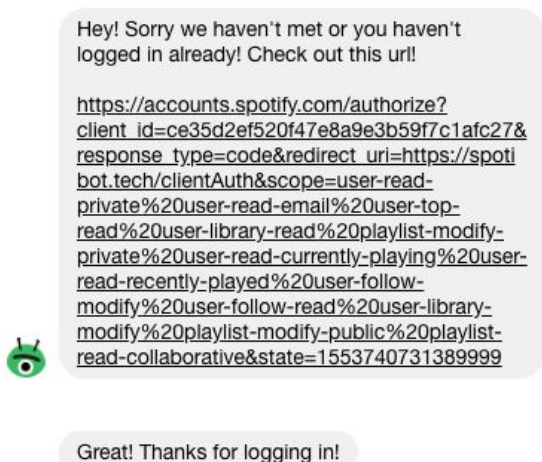 Hey! Sorry we haven't met or you haven't
logged in already! Check out this url!
https://accounts.spotify.com/authorize?
client_id=ce35d2ef520f47e8a9e3b59f7c1afc27&
response_type=code&redirect_uri=https://spoti
bot.tech/clientAuth&scope=user-read-
private%20user-read-email%20user-top-
read%20user-library-read%20playlist-modify-
private%20user-read-currently-playing%20user-
read-recently-played%20user-follow-
modify%20user-follow-read%20user-library-
modify%20playlist-modify-public%20playlist-
read-collaborative&state=1553740731389999
Great! Thanks for logging in!